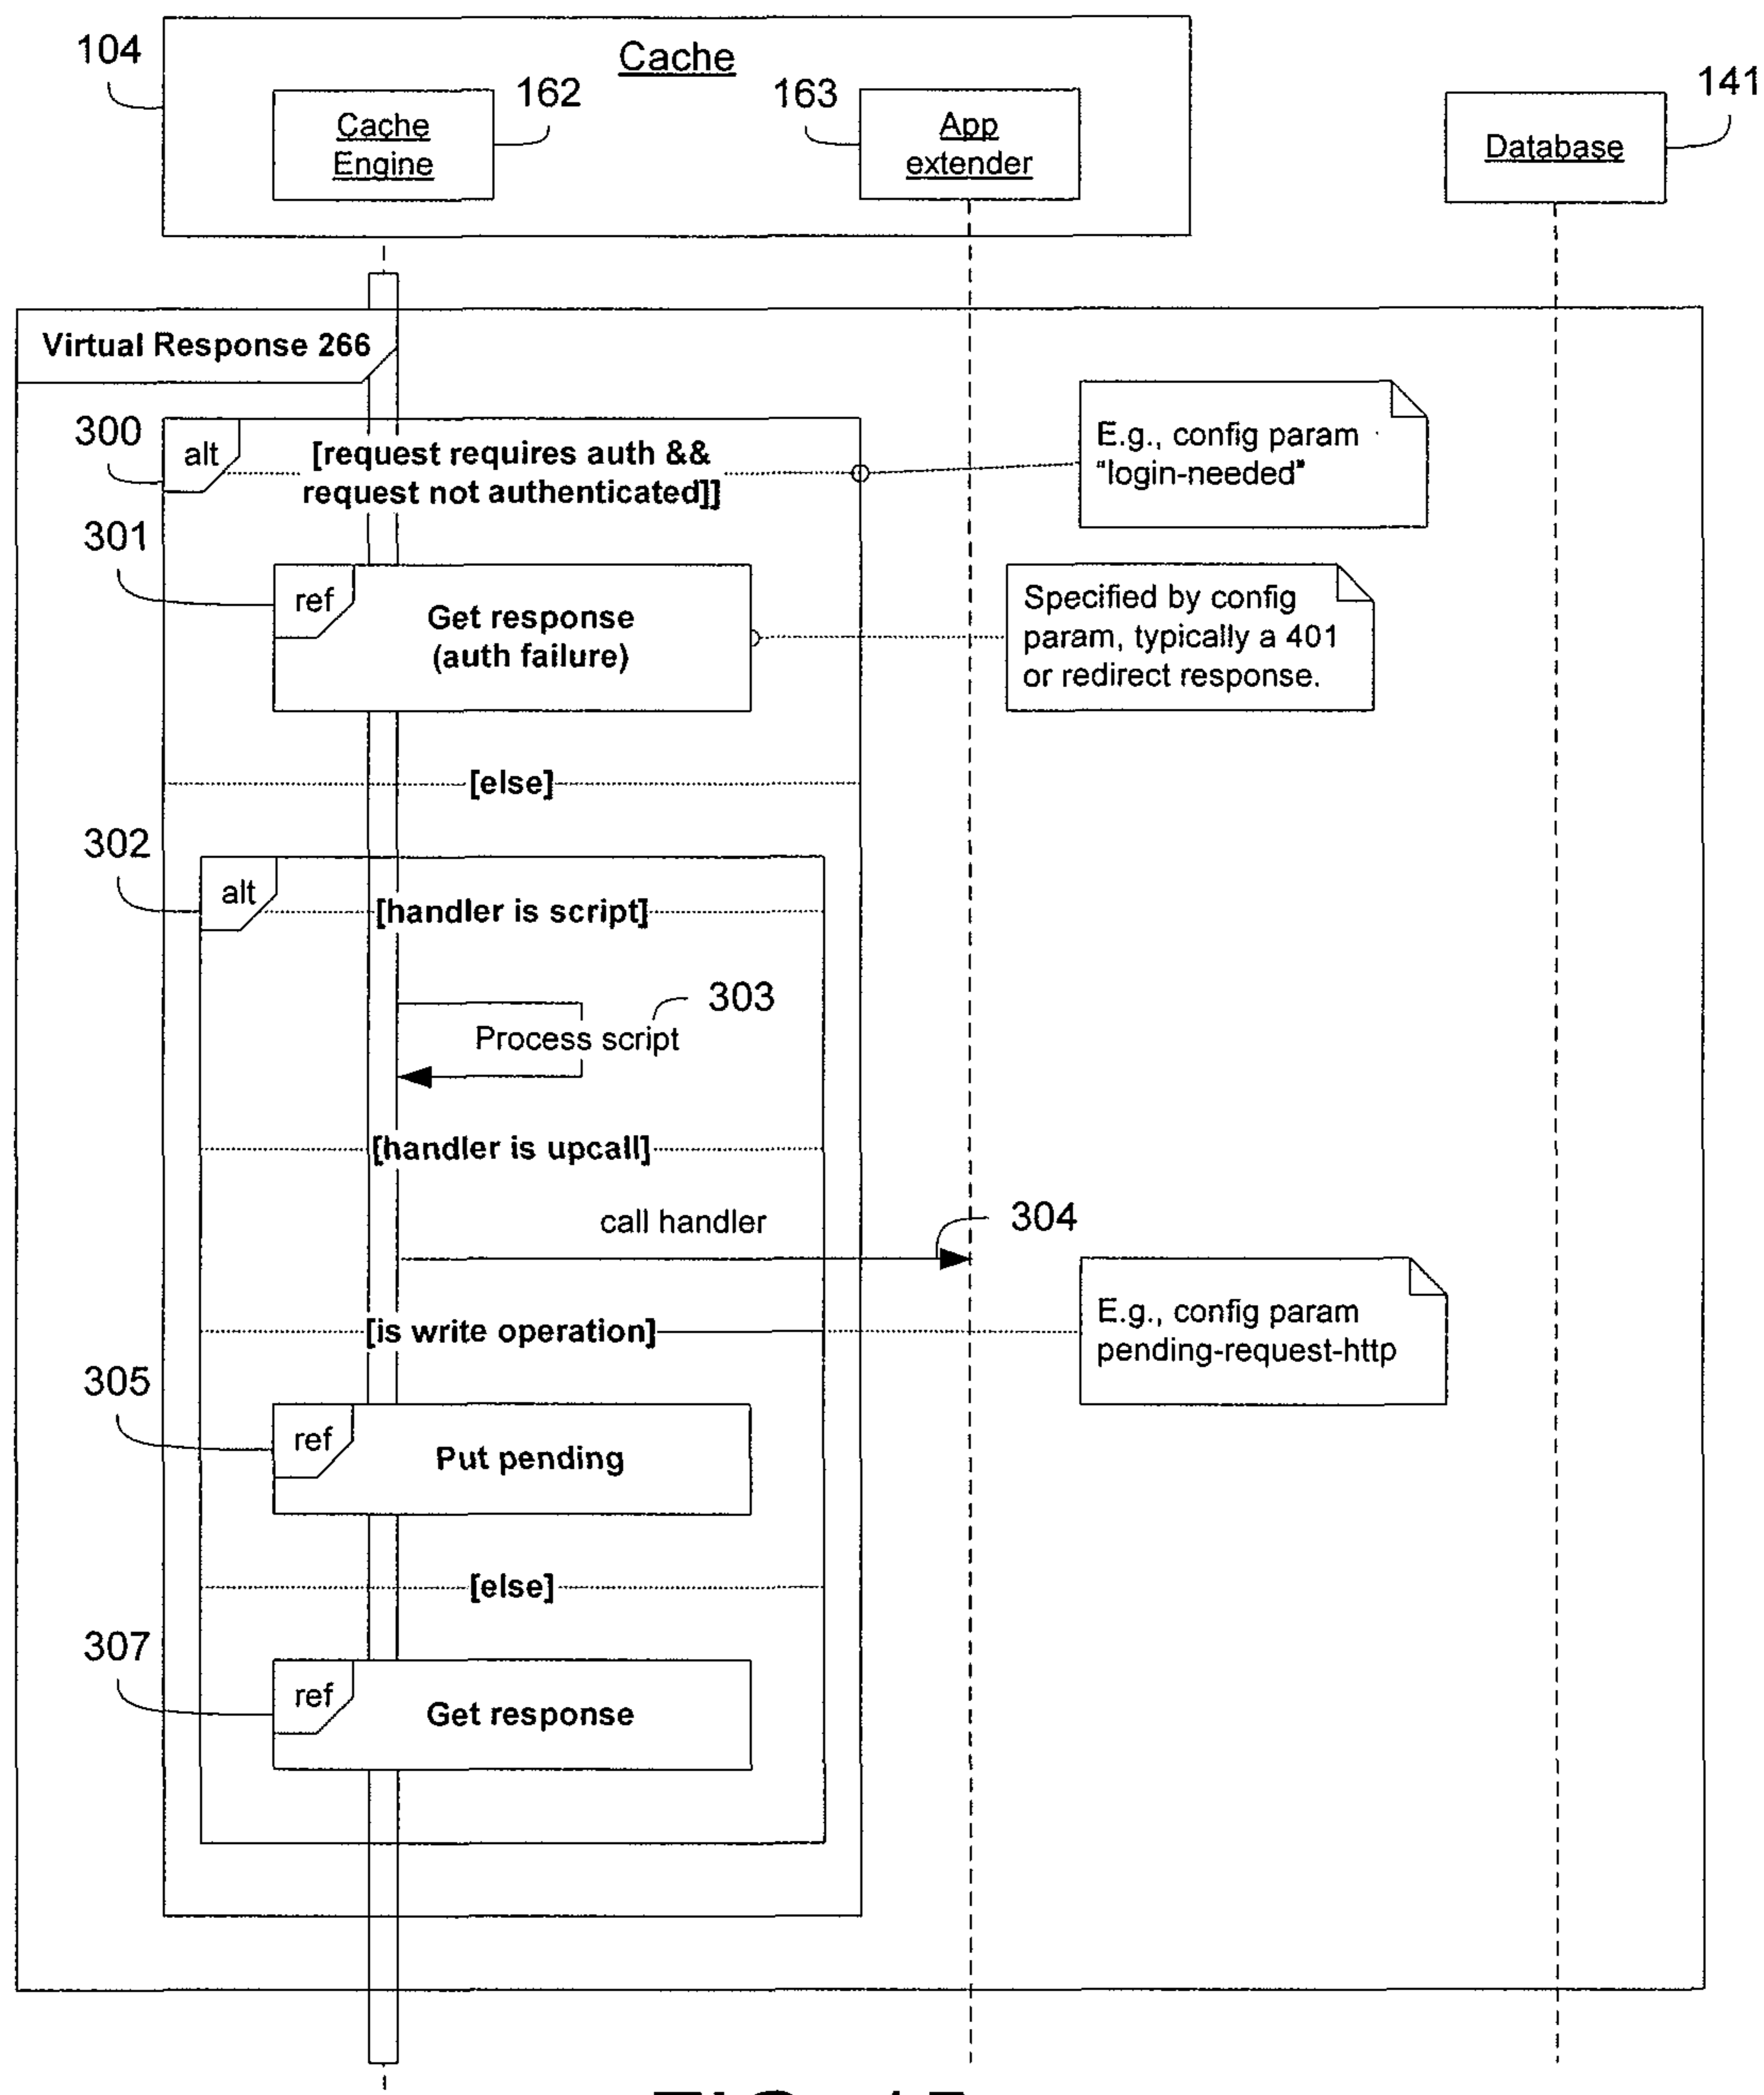 104
Cache
162
163
141
Cache
Engine
App
extender
Database
Virtual Response 266
300
alt
[request requires auth &&
request not authenticated]]
E.g., config param
"login-needed"
301
ref
Get response
(auth failure)
Specified by config
param, typically a 401
or redirect response.
[else]
302
alt
[handler is script]
303
Process script
[handler is upcall]
call handler
304
[is write operation]
E.g., config param
pending-request-http
305
ref
Put pending
[else]
307
ref
Get response